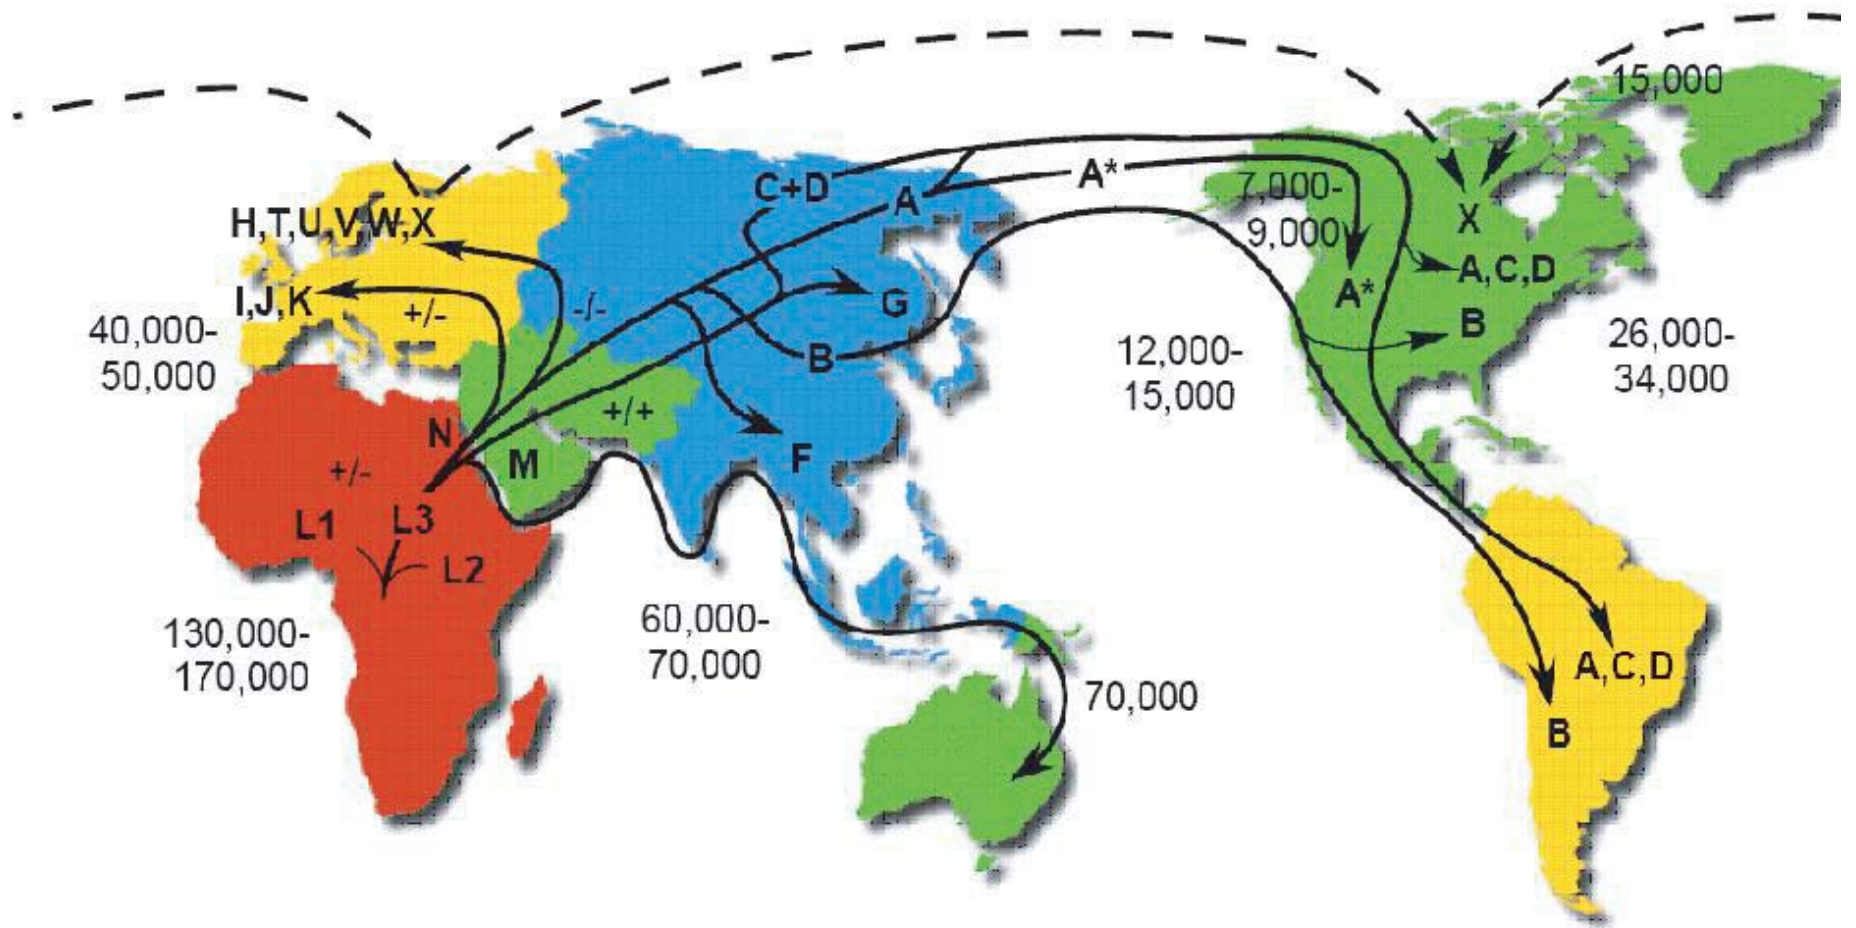 15,000
C+D
A*
A
7,000-
9,000
H,T,U,V,W,X
X
A,C,D
I,J,K
+/-
-/-
G
A*
B
40,000-
50,000
B
12,000-
15,000
26,000-
34,000
+/+
N
M
F
+/-
L1
L3
L2
130,000-
170,000
60,000-
70,000
70,000
A,C,D
B